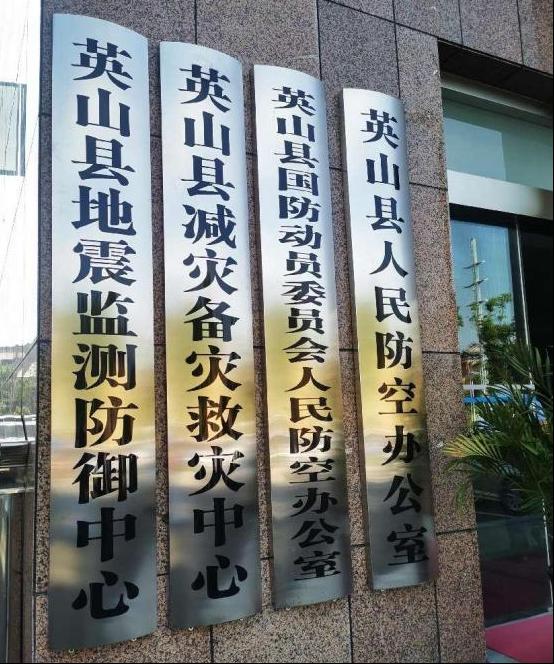 英山县地震监测防御中心
英山县减灾备灾救灾中心
英山县国防动员委员会人民防空办公室
英山县人民防空办公室